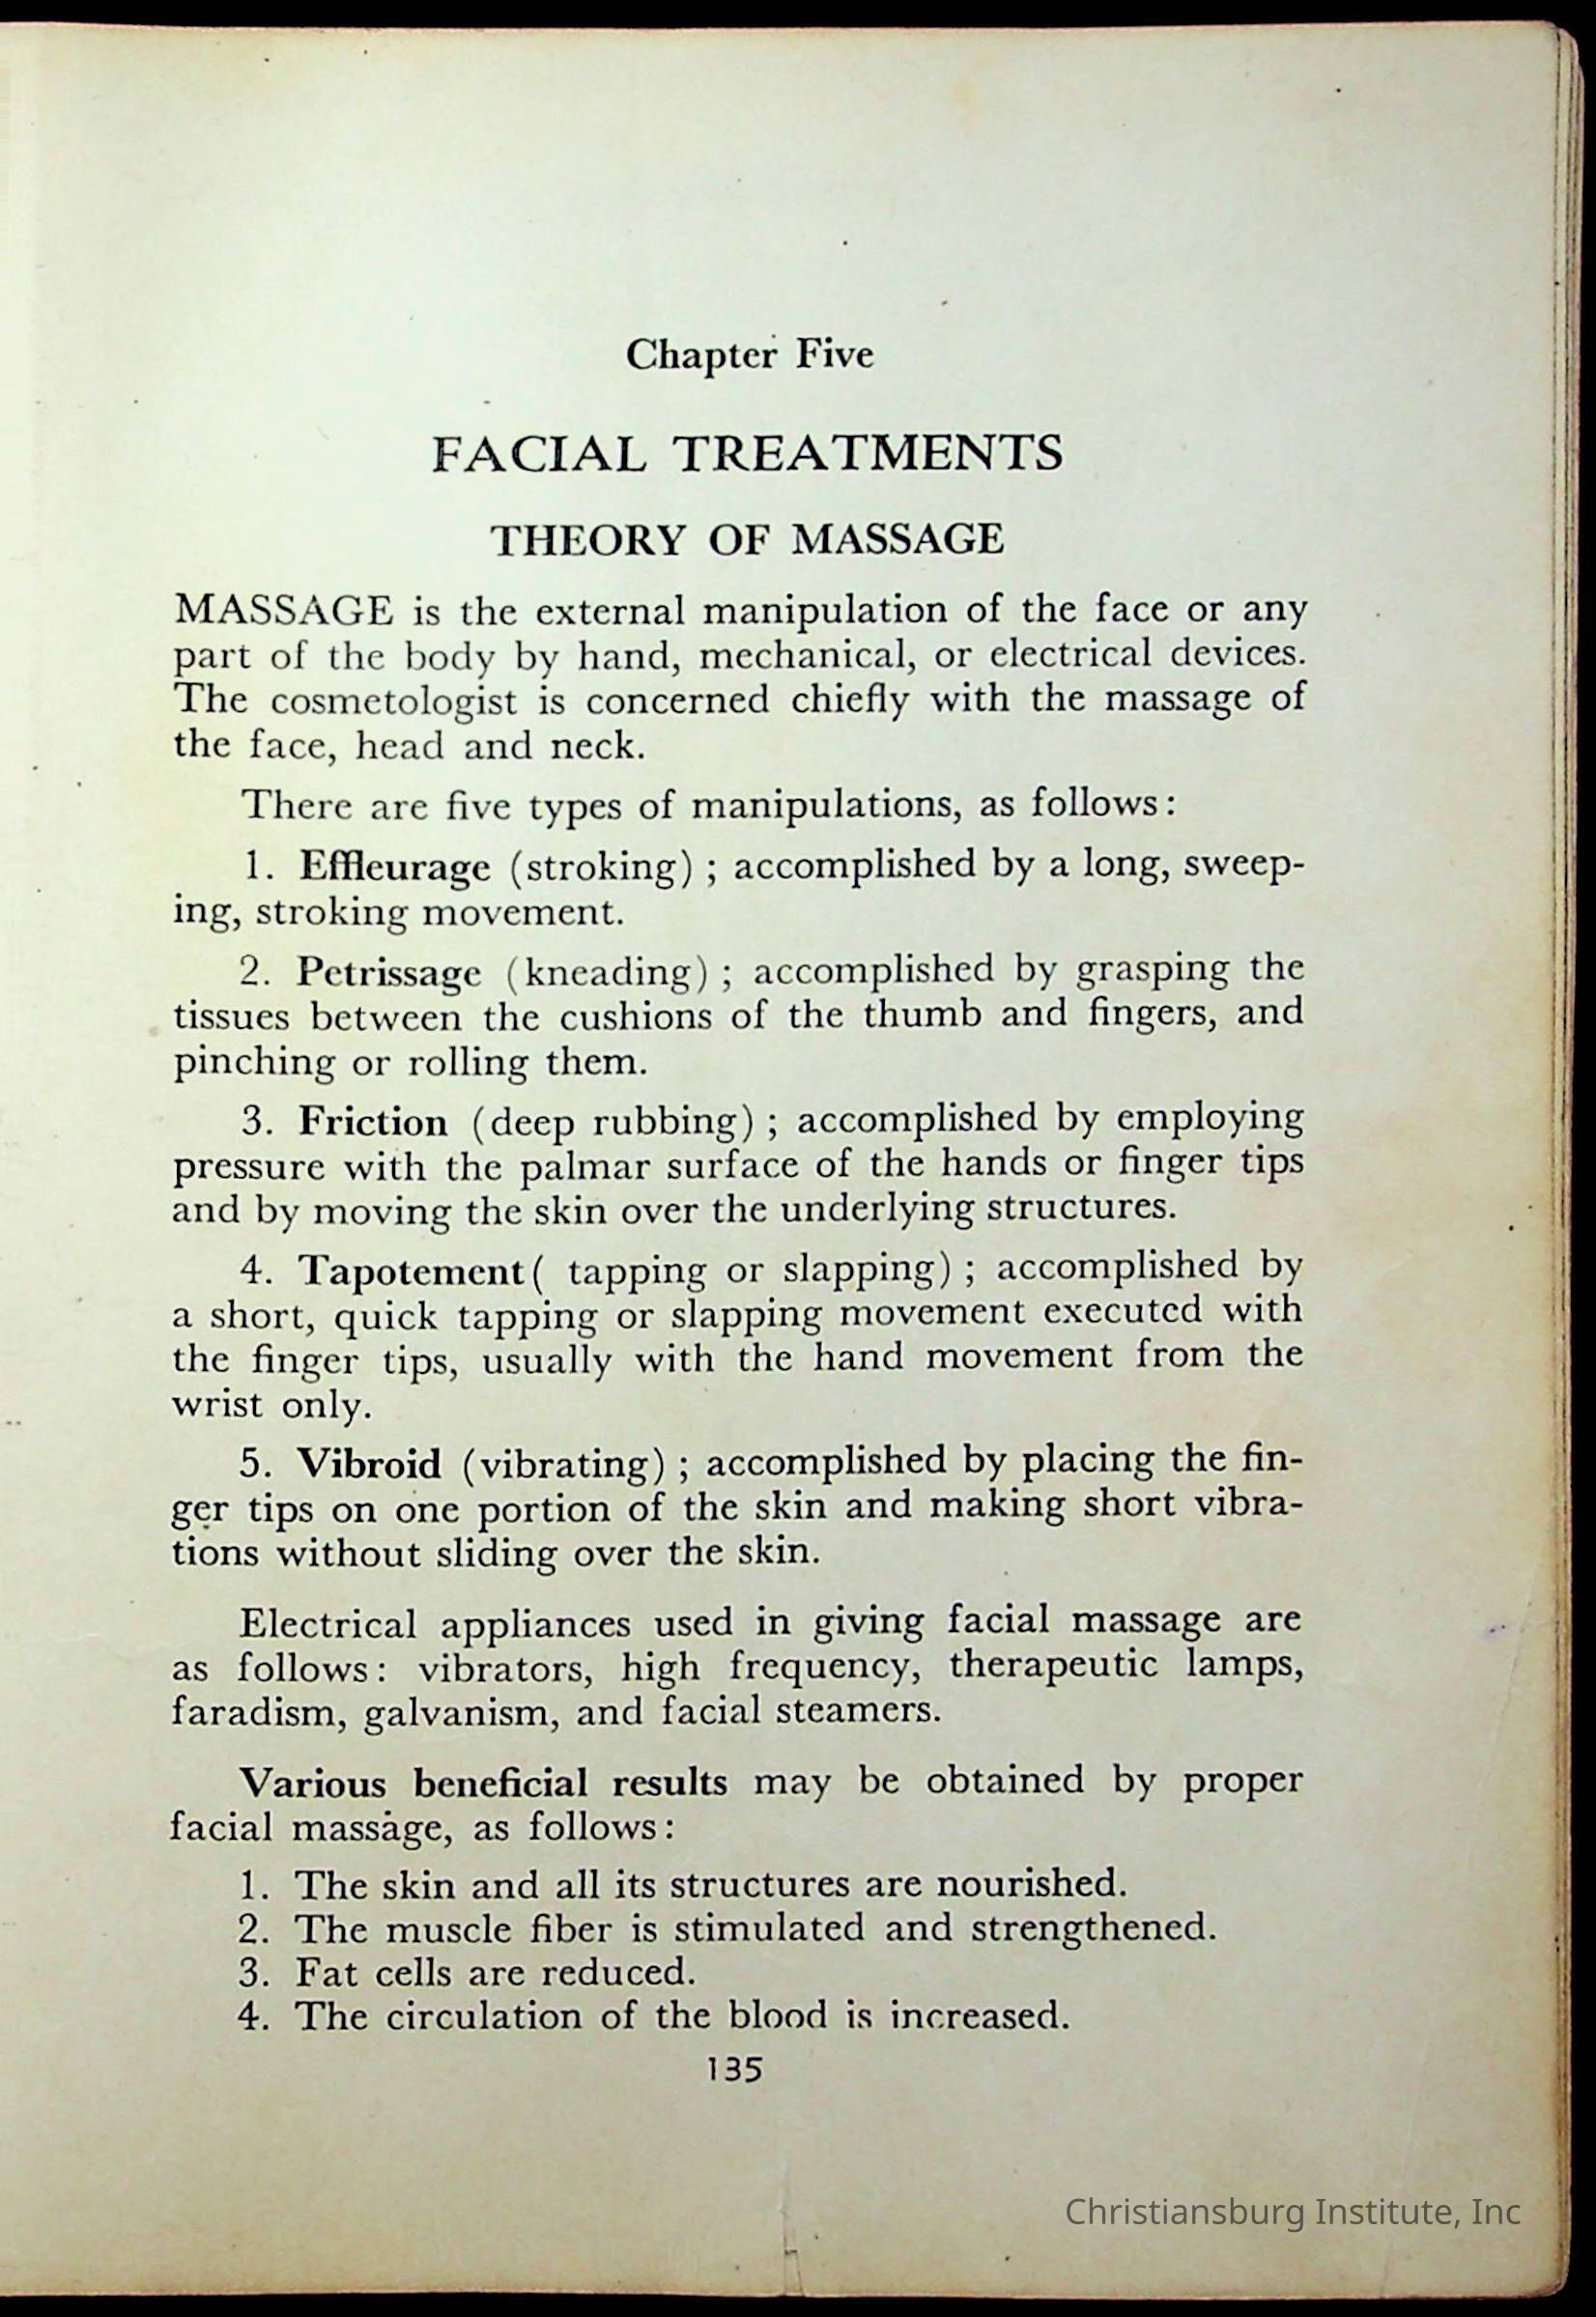 Chapter Five
FACIAL TREATMENTS
THEORY OF MASSAGE
MASSAGE is the external manipulation of the face or any
part of the body by hand, mechanical, or electrical devices.
The cosmetologist is concerned chiefly with the massage of
the face, head and neck.
There are five types of manipulations, as follows:
1. Effleurage (stroking) ; accomplished by a long, sweep-
ing, stroking movement.
2. Petrissage (kneading) ; accomplished by grasping the
tissues between the cushions of the thumb and fingers, and
pinching or rolling them.
3. Friction (deep rubbing) ; accomplished by employing
pressure with the palmar surface of the hands or finger tips
and by moving the skin over the underlying structures.
4. Tapotement( tapping or slapping) ; accomplished by
a short, quick tapping or slapping movement executed with
the finger tips, usually with the hand movement from the
wrist only.
5. Vibroid (vibrating) ; accomplished by placing the fin-
ger tips on one portion of the skin and making short vibra-
tions without sliding over the skin.
Electrical appliances used in giving facial massage are
as follows: vibrators, high frequency, therapeutic lamps,
faradism, galvanism, and facial steamers.
Various beneficial results may be obtained by proper
facial massage, as follows:
1. The skin and all its structures are nourished.
2. The muscle fiber is stimulated and strengthened.
3. Fat cells are reduced.
4. The circulation of the blood is increased.
135
Christiansburg Institute, Inc